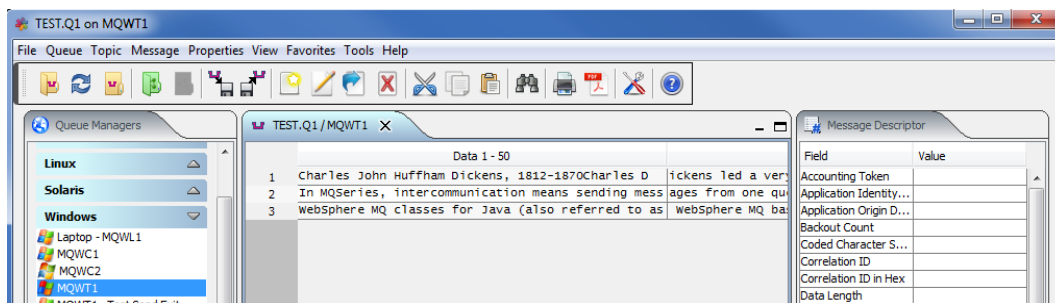 TEST.Q1 on MQWT1
File Queue Topic Message Properties View Favorites Tools Help
PDF
Queue Managers
Linux
Solaris
Windows
Laptop - MQWL1
MQWC1
MQWC2
MQWT1
TEST.Q1 / MQWT1
Data 1 - 50
1 Charles John Huffham Dickens, 1812-1870Charles D ickens led a very
2 In MQSeries, intercommunication means sending mess ages from one qu
3 WebSphere MQ classes for Java (also referred to as WebSphere MQ ba
Message Descriptor
Field Value
Accounting Token
Application Identity...
Application Origin D...
Backout Count
Coded Character S...
Correlation ID
Correlation ID in Hex
Data Length